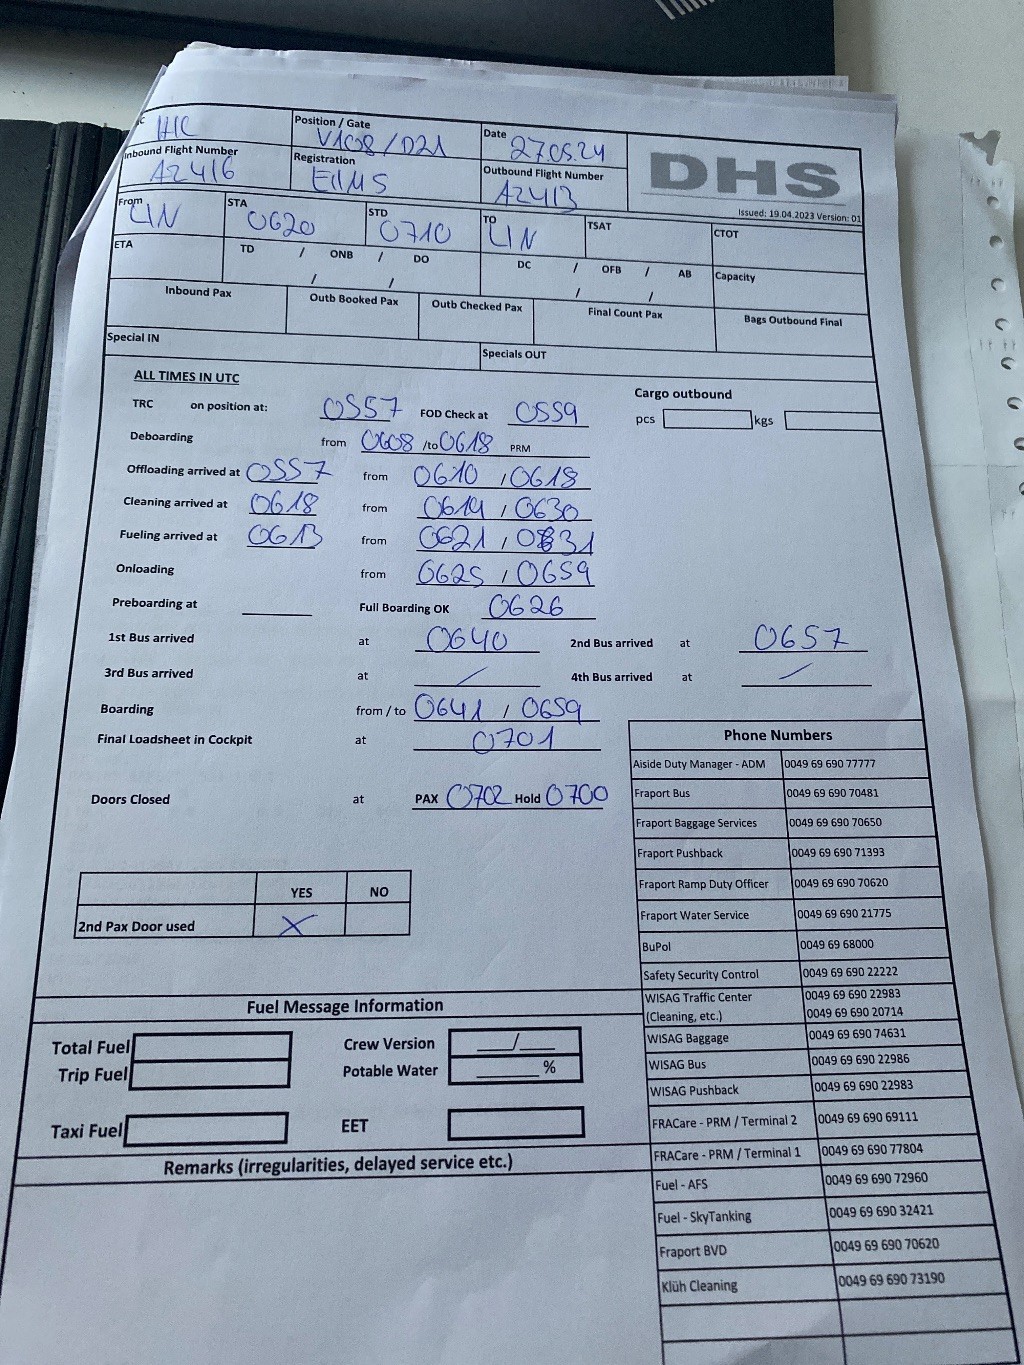 Position / Gate
V108 / D21
Date 27.05.24
DHS
Inbound Flight Number
AZ416
Registration
EIIMS
Outbound Flight Number
AZ413
Issued: 19.04.2023 Version: 01
From LIN
STA 0620
STD 0710
TO LIN
TSAT
CTOT
ETA
TD / ONB / DO
DC / OFB / AB
Capacity
/ /
/ /
Inbound Pax
Outb Booked Pax
Outb Checked Pax
Final Count Pax
Bags Outbound Final
Special IN
Specials OUT
ALL TIMES IN UTC
Cargo outbound
TRC on position at: 0557 FOD Check at 0559
pcs kgs
Deboarding from 0608 /to 0618 PRM
Offloading arrived at 0557 from 0610 / 0618
Cleaning arrived at 0618 from 0619 / 0630
Fueling arrived at 0613 from 0621 /
Onloading from 0625 / 0659
Preboarding at Full Boarding OK 0626
1st Bus arrived at 0640 2nd Bus arrived at 0657
3rd Bus arrived at / 4th Bus arrived at /
Boarding from / to 0641 / 0659
Final Loadsheet in Cockpit at 0701
Doors Closed at PAX 0702 Hold 0700
YES NO
2nd Pax Door used X
Phone Numbers
Aiside Duty Manager - ADM 0049 69 690 77777
Fraport Bus 0049 69 690 70481
Fraport Baggage Services 0049 69 690 70650
Fraport Pushback 0049 69 690 71393
Fraport Ramp Duty Officer 0049 69 690 70620
Fraport Water Service 0049 69 690 21775
BuPol 0049 69 68000
Safety Security Control 0049 69 690 22222
WISAG Traffic Center 0049 69 690 22983
(Cleaning, etc.) 0049 69 690 20714
WISAG Baggage 0049 69 690 74631
WISAG Bus 0049 69 690 22986
WISAG Pushback 0049 69 690 22983
FRACare - PRM / Terminal 2 0049 69 690 69111
FRACare - PRM / Terminal 1 0049 69 690 77804
Fuel - AFS 0049 69 690 72960
Fuel - SkyTanking 0049 69 690 32421
Fraport BVD 0049 69 690 70620
Klüh Cleaning 0049 69 690 73190
Fuel Message Information
Total Fuel
Crew Version /
Trip Fuel
Potable Water %
Taxi Fuel
EET
Remarks (irregularities, delayed service etc.)